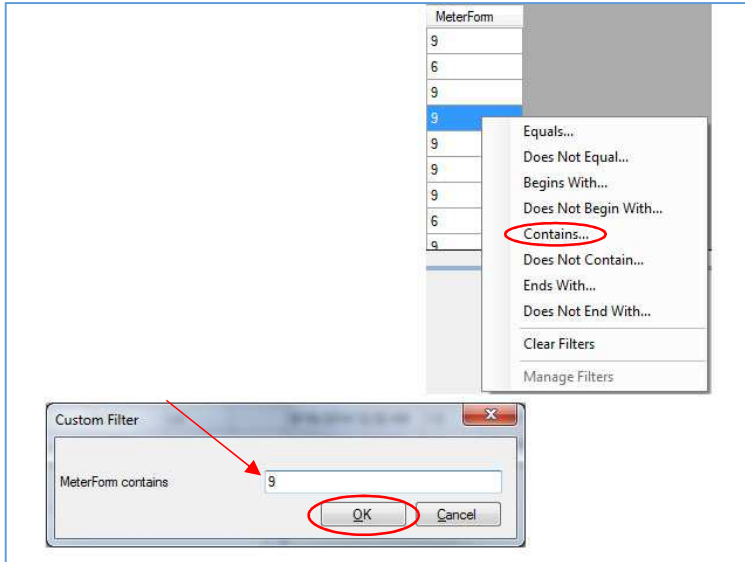 MeterForm
9
6
9
9
9
9
9
6
9
Equals...
Does Not Equal...
Begins With...
Does Not Begin With...
Contains...
Does Not Contain...
Ends With...
Does Not End With...
Clear Filters
Manage Filters
Custom Filter
MeterForm contains 9
OK Cancel